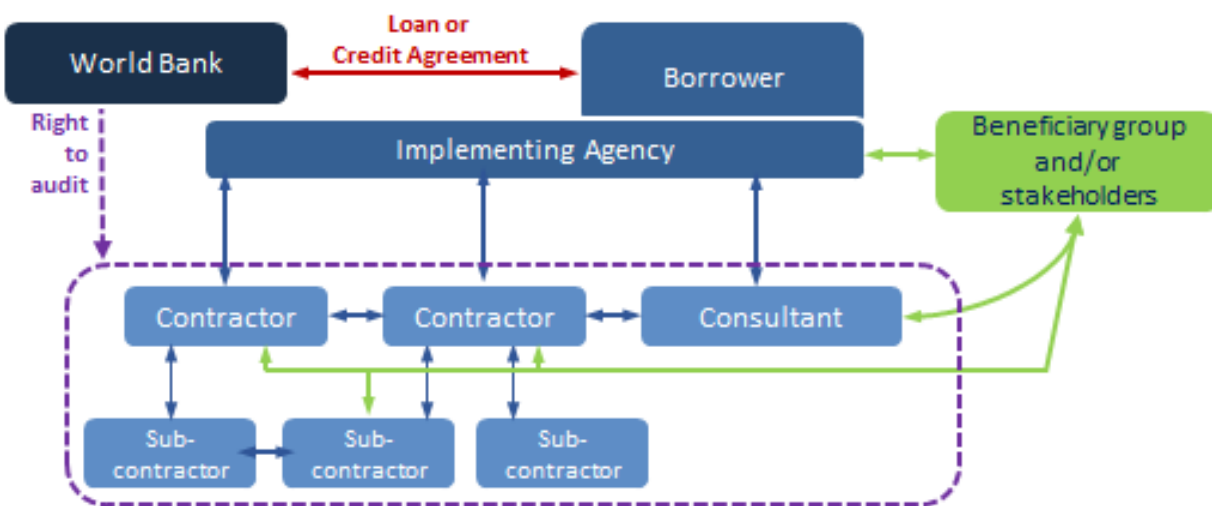 Loan or
Credit Agreement
World Bank
Borrower
Right
to
audit
Implementing Agency
Beneficiary group
and/or
stakeholders
Contractor
Contractor
Consultant
Sub-
contractor
Sub-
contractor
Sub-
contractor